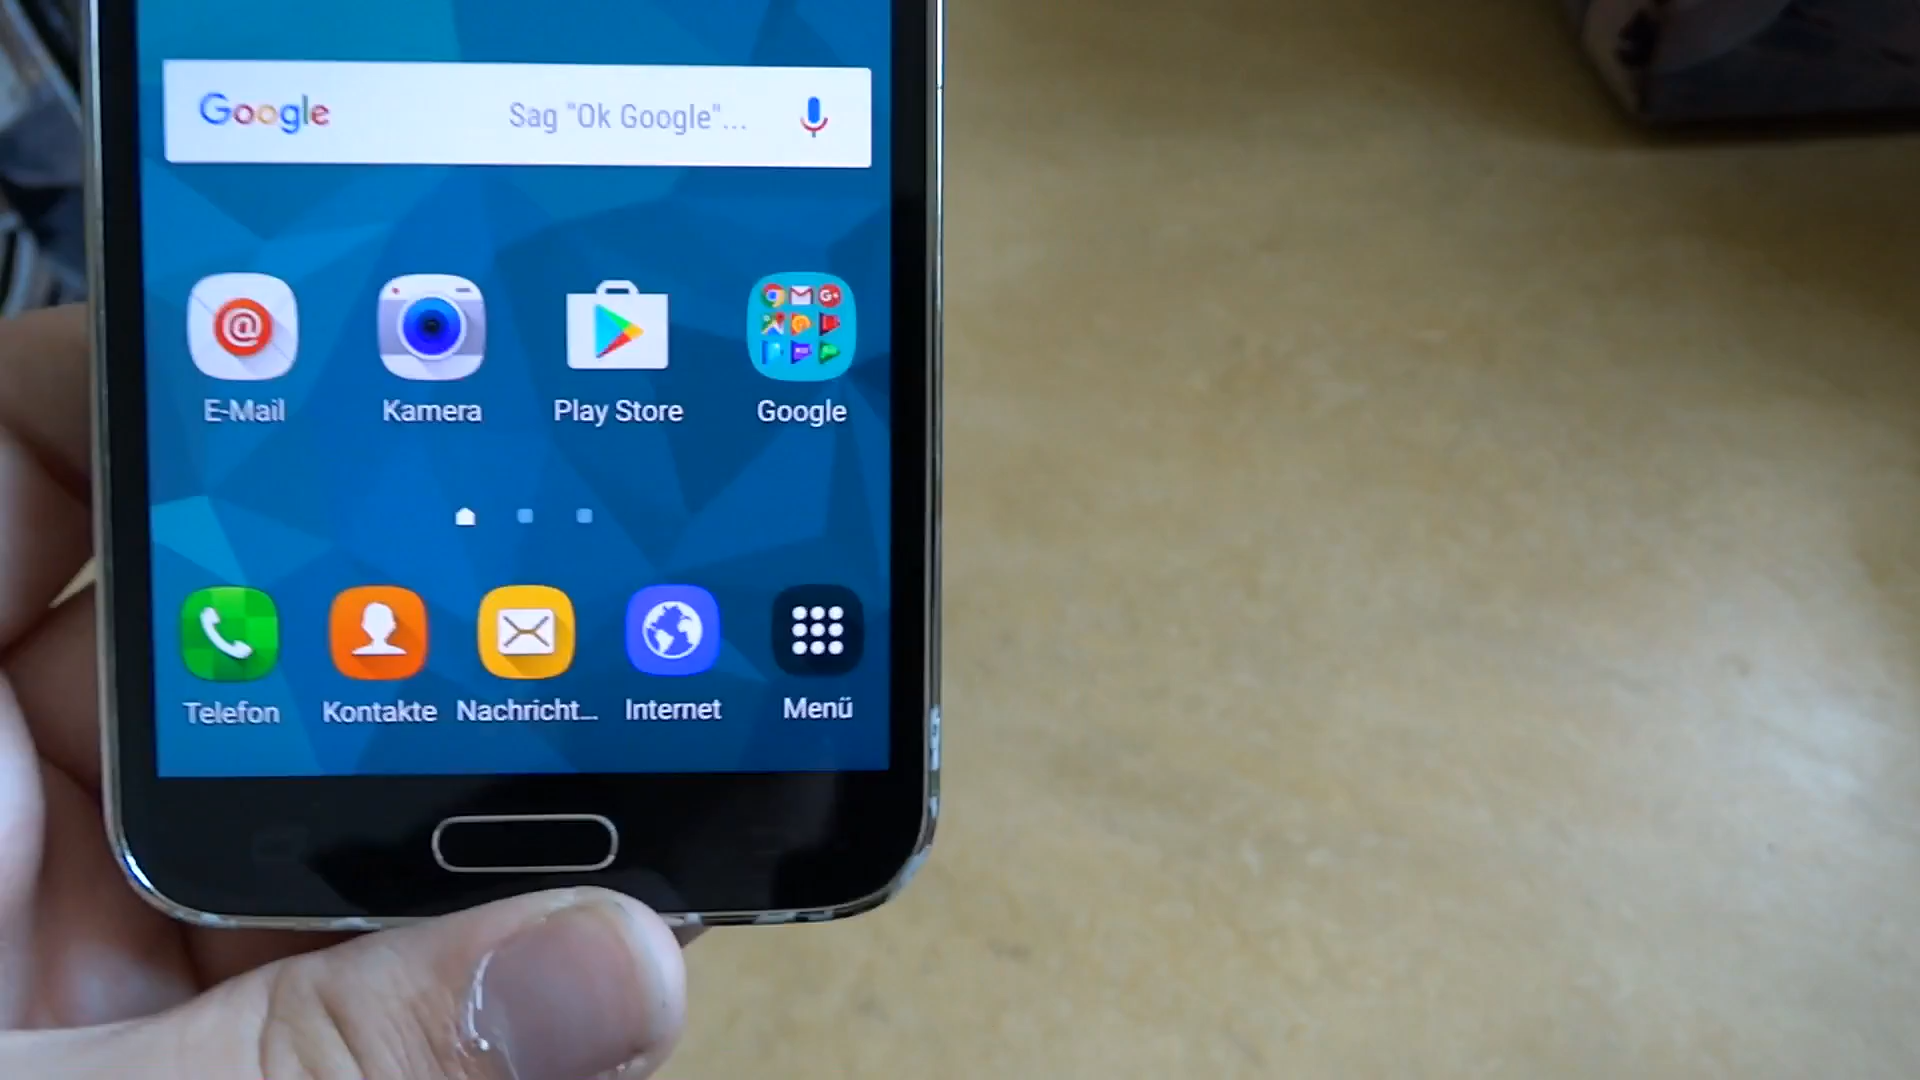 Google Sag "Ok Google"...
E-Mail Kamera Play Store Google
Telefon Kontakte Nachricht... Internet Menü